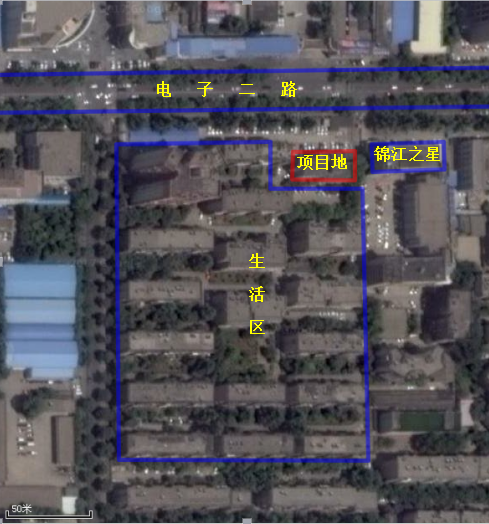 电子二路
项目地
锦江之星
生活区
50米